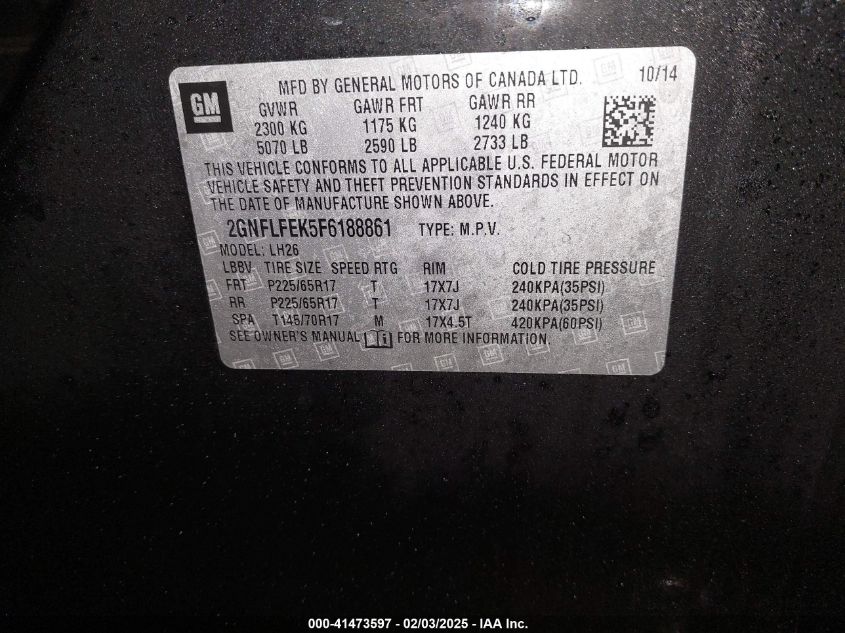 GM
MFD BY GENERAL MOTORS OF CANADA LTD. 10/14
GVWR GAWR FRT GAWR RR
2300 KG 1175 KG 1240 KG
5070 LB 2590 LB 2733 LB
THIS VEHICLE CONFORMS TO ALL APPLICABLE U.S. FEDERAL MOTOR
VEHICLE SAFETY AND THEFT PREVENTION STANDARDS IN EFFECT ON
THE DATE OF MANUFACTURE SHOWN ABOVE.
2GNFLFEK5F6188861 TYPE: M.P.V.
MODEL: LH26
LBBV TIRE SIZE SPEED RTG RIM COLD TIRE PRESSURE
FRT P225/65R17 T 17X7J 240KPA(35PSI)
RR P225/65R17 T 17X7J 240KPA(35PSI)
SPA T145/70R17 M 17X4.5T 420KPA(60PSI)
SEE OWNER'S MANUAL FOR MORE INFORMATION.
000-41473597 — 02/03/2025 — IAA Inc.